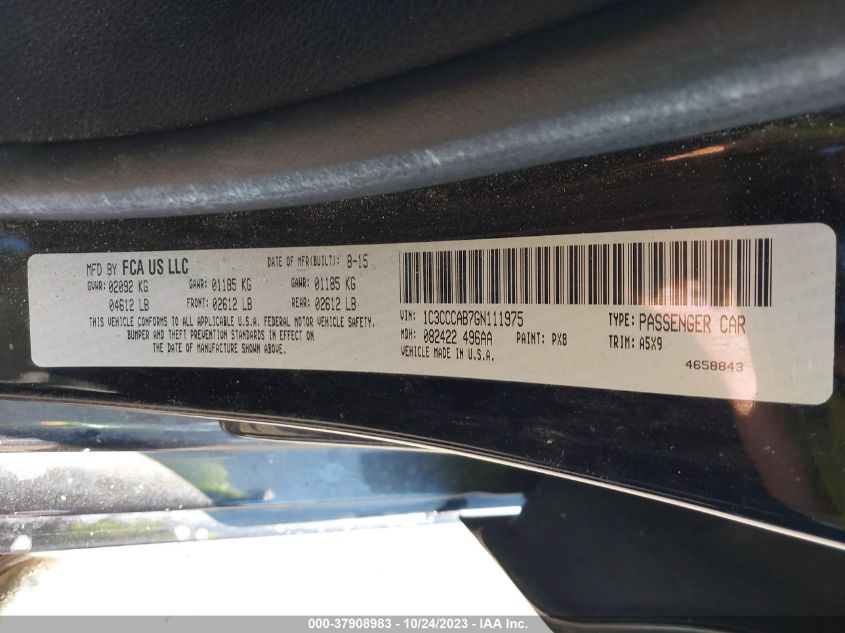 MFD BY FCA US LLC DATE OF MFR(BUILT): 8-15
GVWR: 02092 KG GAWR: 01185 KG GAWR: 01185 KG
04612 LB FRONT: 02612 LB REAR: 02612 LB
THIS VEHICLE CONFORMS TO ALL APPLICABLE U.S.A. FEDERAL MOTOR VEHICLE SAFETY,
BUMPER AND THEFT PREVENTION STANDARDS IN EFFECT ON
THE DATE OF MANUFACTURE SHOWN ABOVE.
VIN: 1C3CCCAB7GN111975 TYPE: PASSENGER CAR
MDH: 082422 496AA PAINT: PX8 TRIM: A5X9
VEHICLE MADE IN U.S.A.
4658843
000-37908983 - 10/24/2023 - IAA Inc.